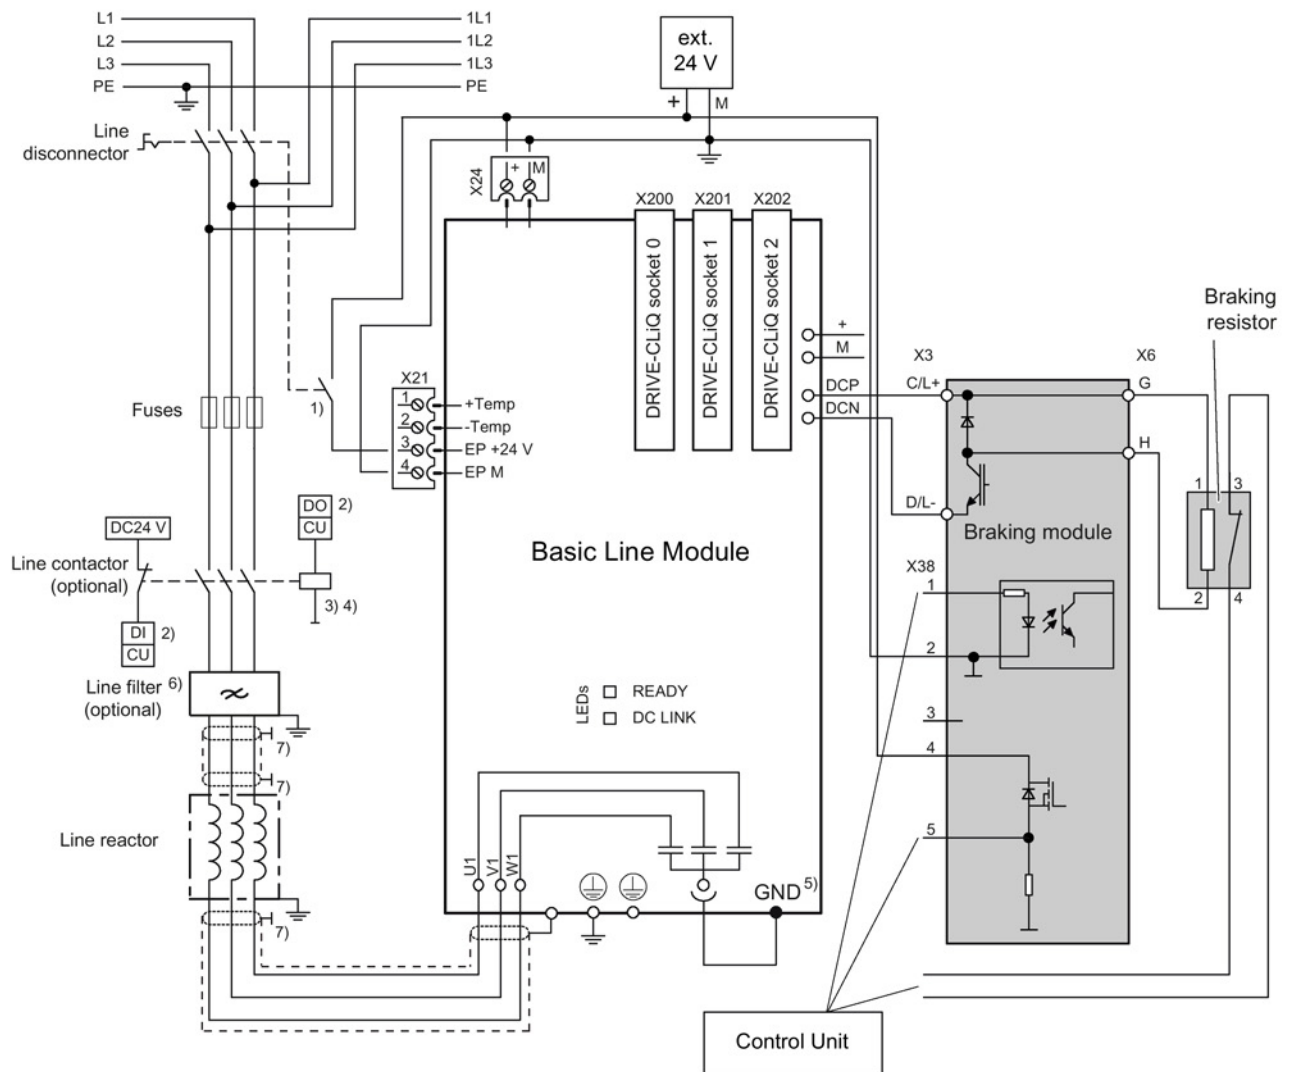 L1
1L1
L2
1L2
L3
1L3
PE
PE
ext.
24 V
+
M
Line
disconnector
X24
+
M
X200
X201
X202
DRIVE-CLiQ socket 0
DRIVE-CLiQ socket 1
DRIVE-CLiQ socket 2
Braking
resistor
+
M
X3
X6
DCP
C/L+
G
DCN
1)
X21
1
+Temp
2
-Temp
3
EP +24 V
4
EP M
Fuses
H
D/L-
Braking module
1
3
2
4
DC24 V
DO
2)
CU
Line contactor
(optional)
3) 4)
DI
2)
CU
Basic Line Module
X38
1
2
3
4
5
Line filter 6)
(optional)
7)
7)
LEDs
READY
DC LINK
Line reactor
7)
U1
V1
W1
GND 5)
Control Unit